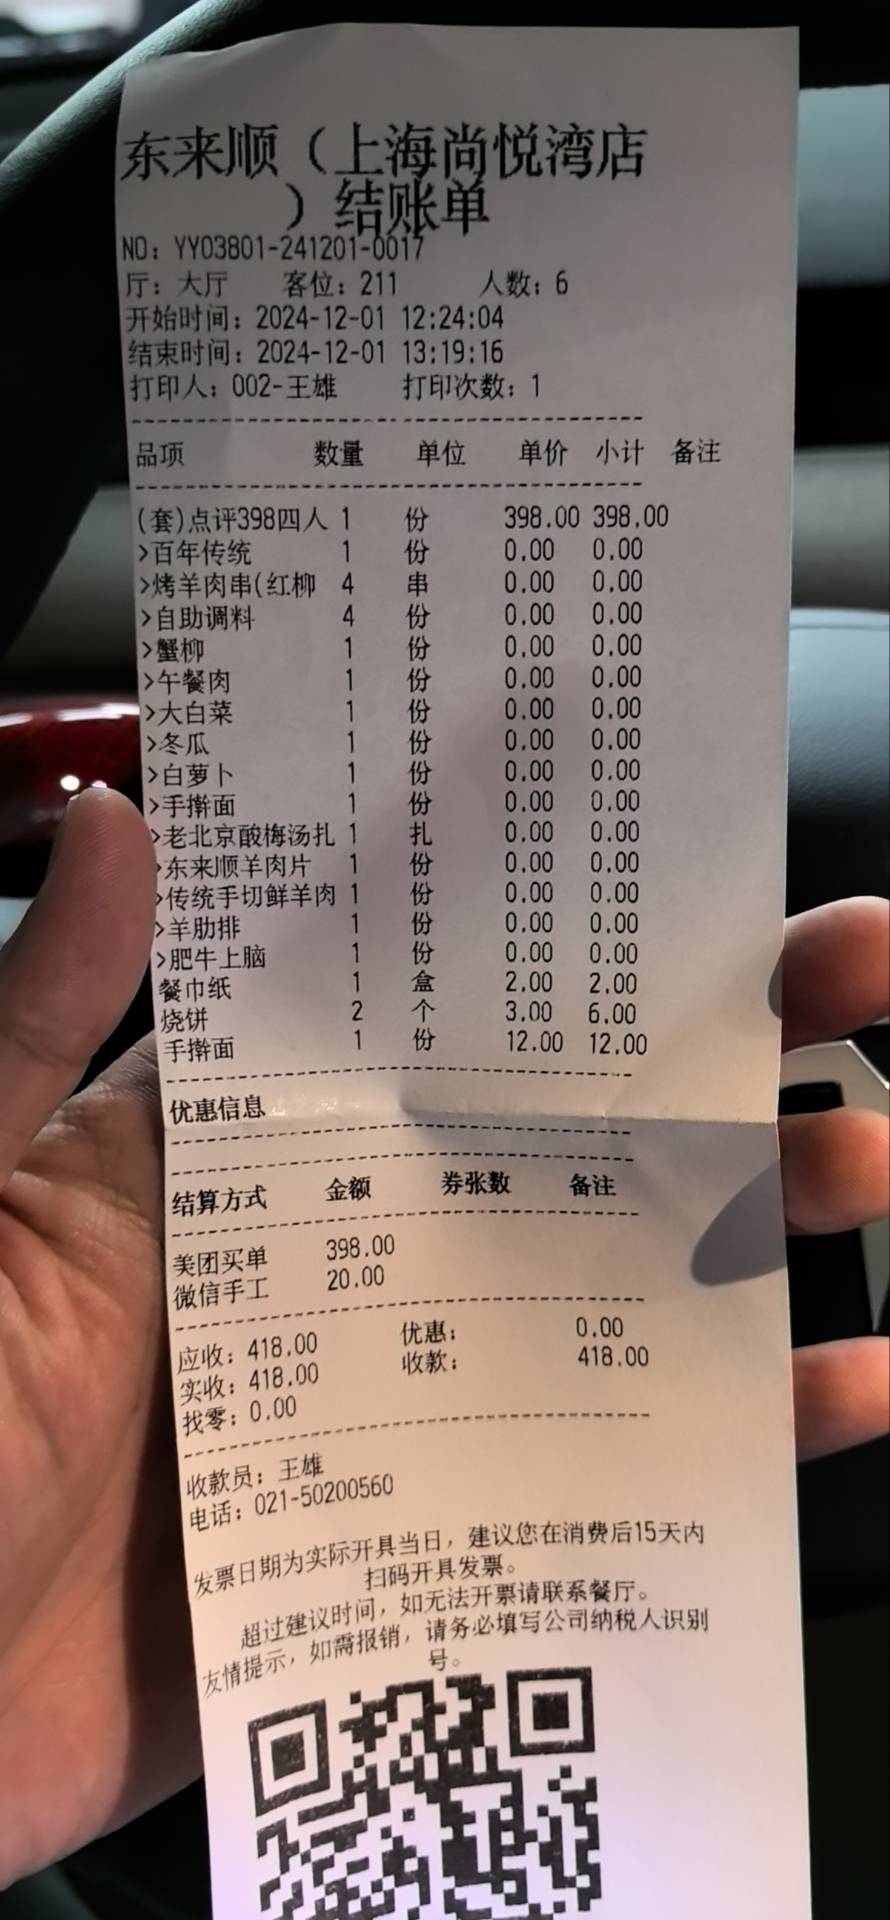 东来顺（上海尚悦湾店
）结账单
NO：YY03801-241201-0017
厅：大厅 客位：211 人数：6
开始时间：2024-12-01 12:24:04
结束时间：2024-12-01 13:19:16
打印人：002-王雄 打印次数：1
品项 数量 单位 单价 小计 备注
(套)点评398四人 1 份 398.00 398.00
>百年传统 1 份 0.00 0.00
>烤羊肉串(红柳 4 串 0.00 0.00
>自助调料 4 份 0.00 0.00
>蟹柳 1 份 0.00 0.00
>午餐肉 1 份 0.00 0.00
>大白菜 1 份 0.00 0.00
>冬瓜 1 份 0.00 0.00
>白萝卜 1 份 0.00 0.00
>手擀面 1 份 0.00 0.00
>老北京酸梅汤扎 1 扎 0.00 0.00
>东来顺羊肉片 1 份 0.00 0.00
>传统手切鲜羊肉 1 份 0.00 0.00
>羊肋排 1 份 0.00 0.00
>肥牛上脑 1 份 0.00 0.00
餐巾纸 1 盒 2.00 2.00
烧饼 2 个 3.00 6.00
手擀面 1 份 12.00 12.00
优惠信息
结算方式 金额 券张数 备注
美团买单 398.00
微信手工 20.00
应收：418.00 优惠： 0.00
实收：418.00 收款： 418.00
找零：0.00
收款员：王雄
电话：021-50200560
发票日期为实际开具当日，建议您在消费后15天内
扫码开具发票。
超过建议时间，如无法开票请联系餐厅。
友情提示，如需报销，请务必填写公司纳税人识别
号。